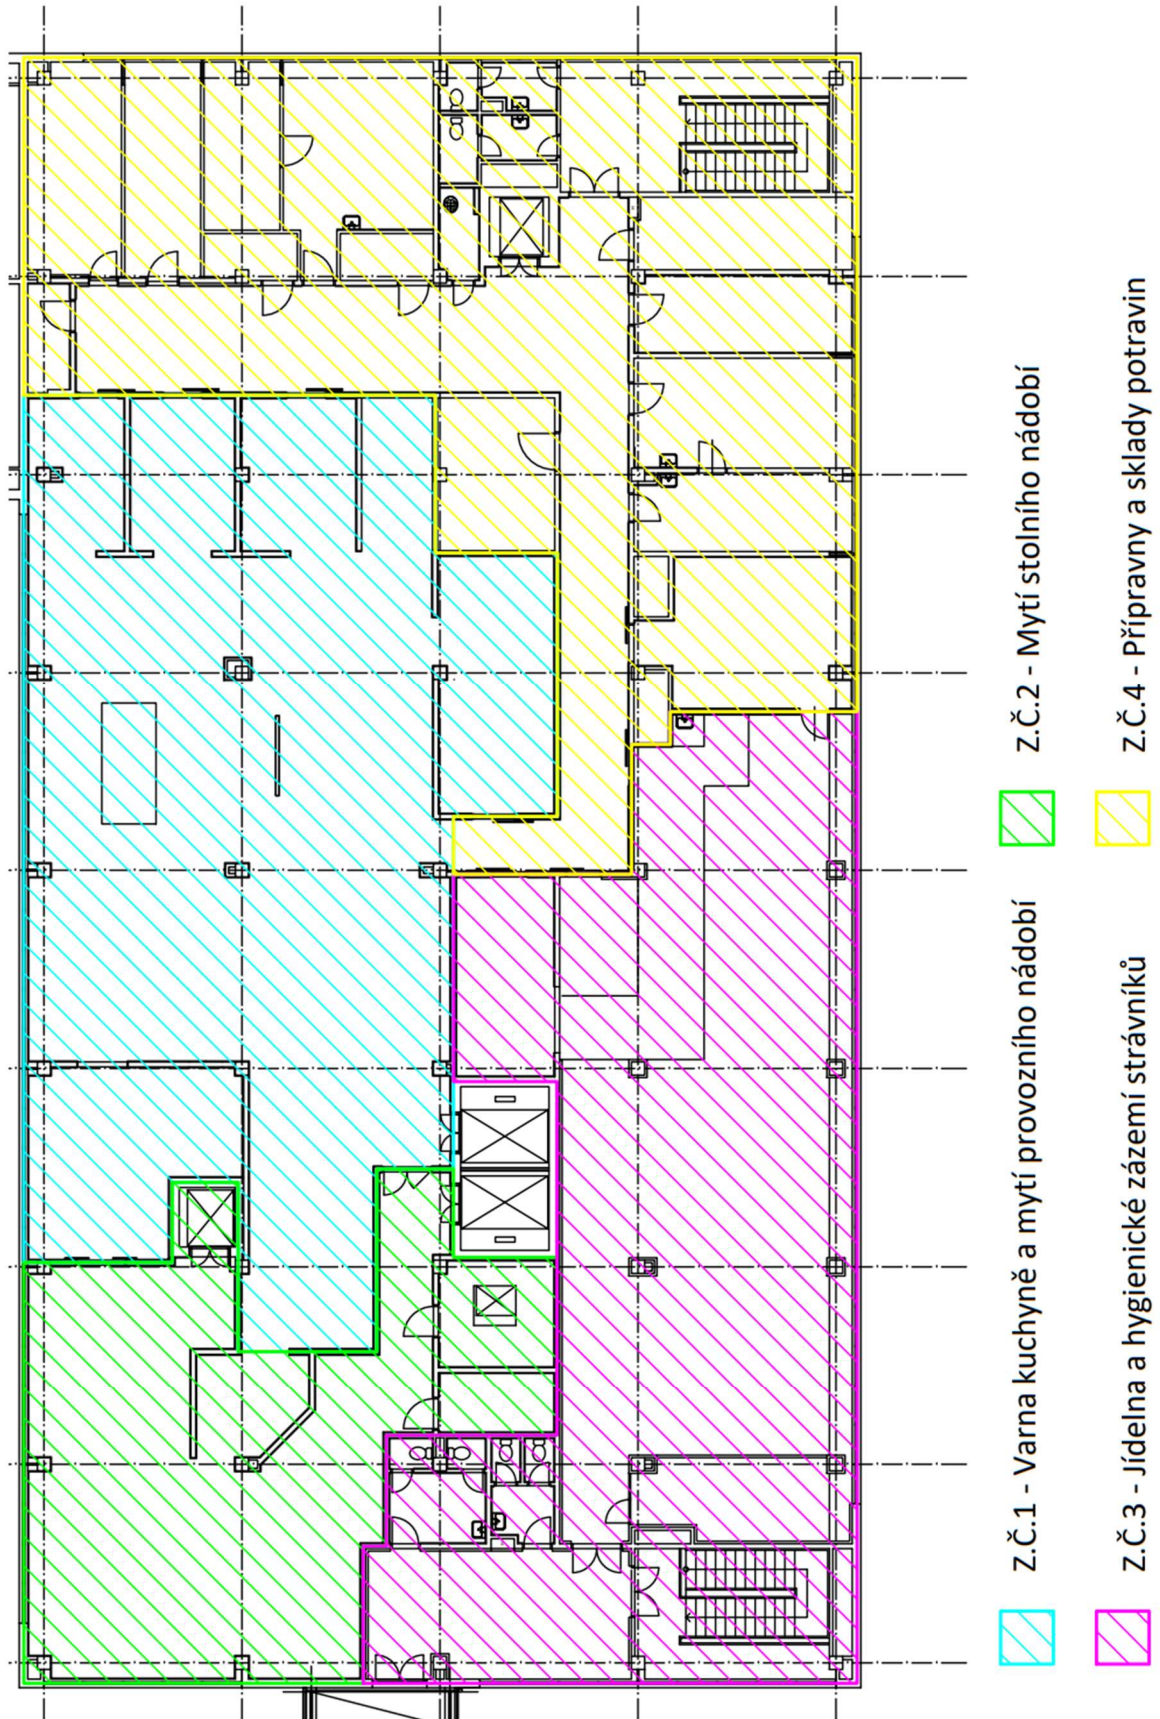 Z.Č.1 - Varna kuchyně a mytí provozního nádobí
Z.Č.2 - Mytí stolního nádobí
Z.Č.3 - Jídelna a hygienické zázemí strávníků
Z.Č.4 - Přípravny a sklady potravin